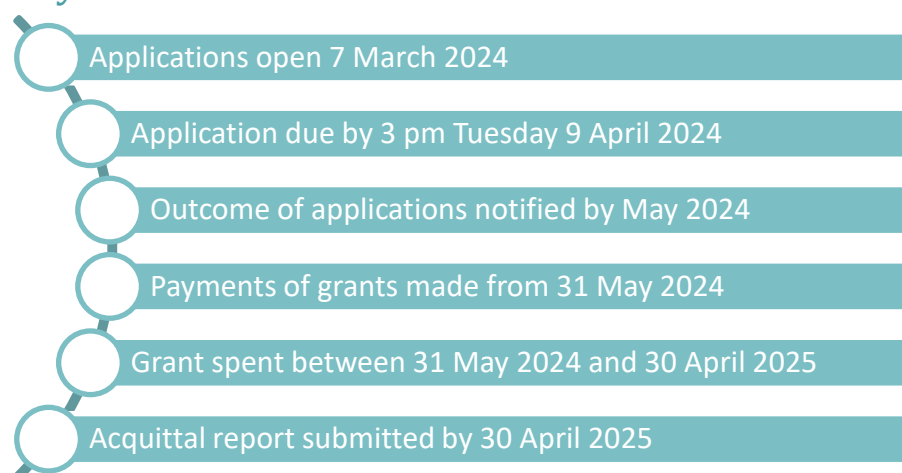 Applications open 7 March 2024
Application due by 3 pm Tuesday 9 April 2024
Outcome of applications notified by May 2024
Payments of grants made from 31 May 2024
Grant spent between 31 May 2024 and 30 April 2025
Acquittal report submitted by 30 April 2025